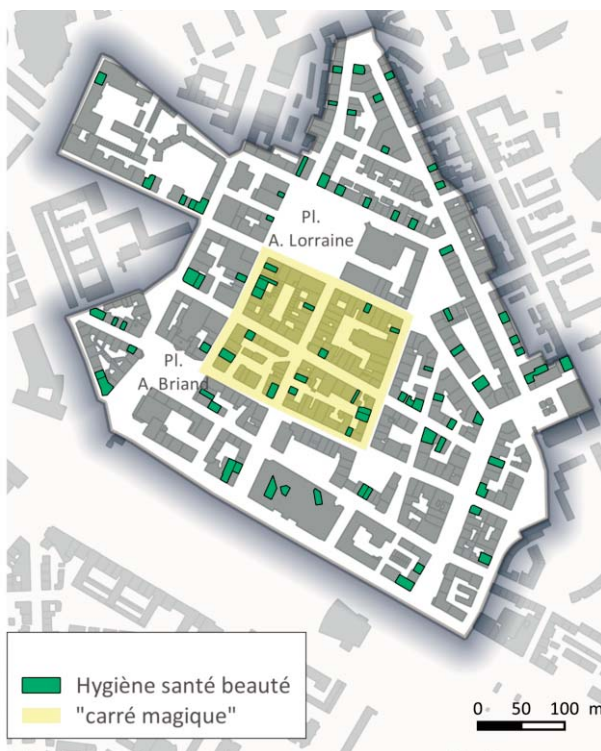 Pl.
A. Lorraine
Pl.
A. Briand
Hygiène santé beauté
"carré magique"
0 50 100 m